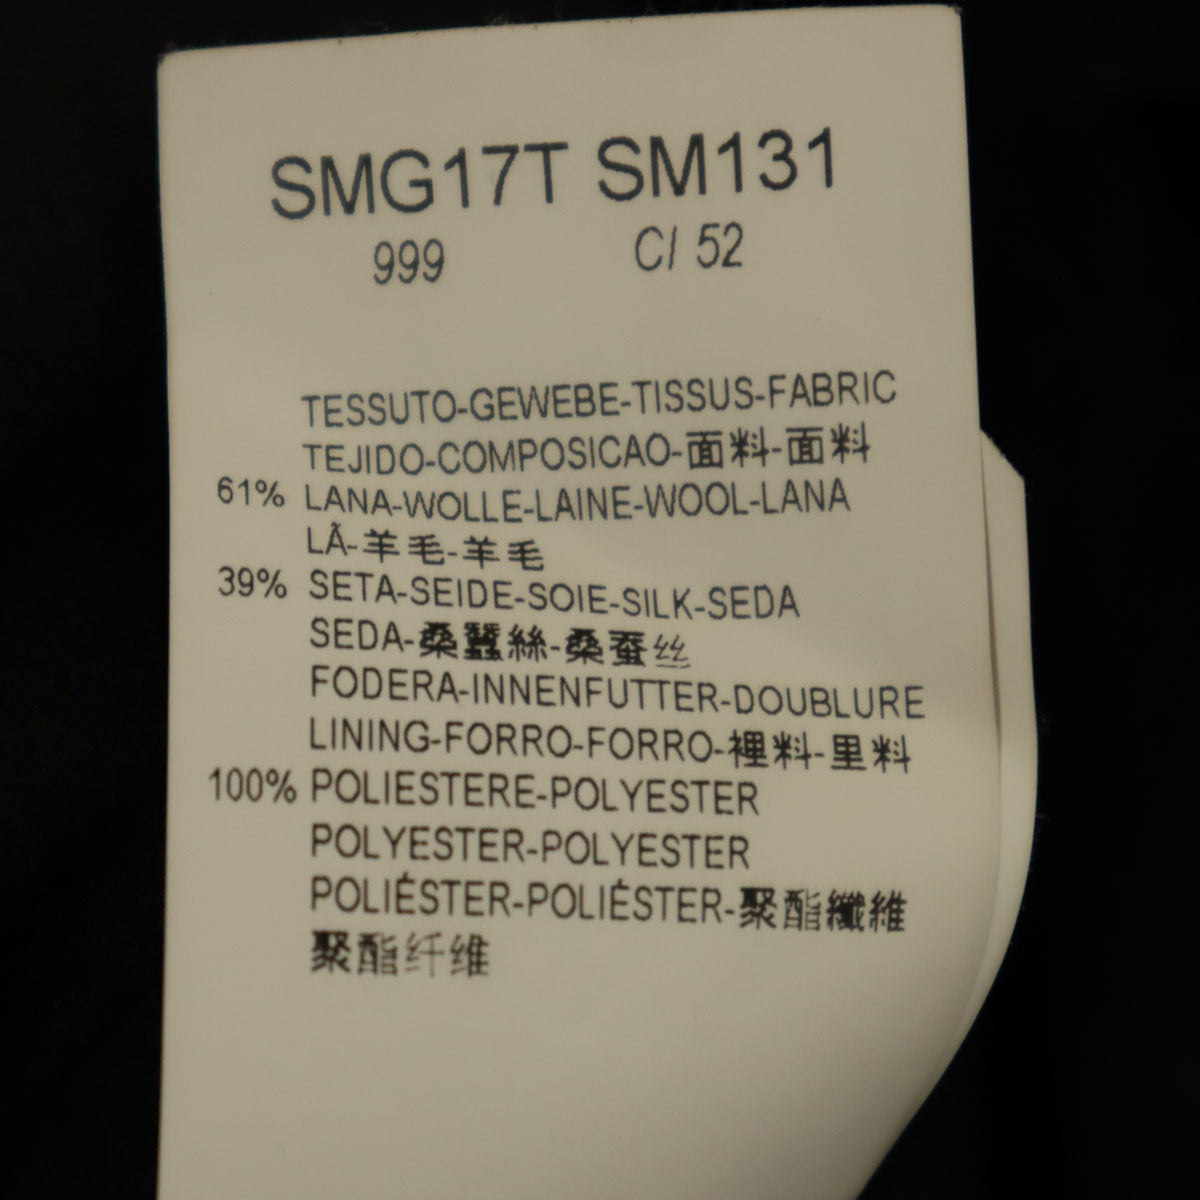 SMG17T SM131
999 C/ 52
TESSUTO-GEWEBE-TISSUS-FABRIC
TEJIDO-COMPOSICAO-面料-面料
61% LANA-WOLLE-LAINE-WOOL-LANA
LÃ-羊毛-羊毛
39% SETA-SEIDE-SOIE-SILK-SEDA
SEDA-桑蠶絲-桑蚕丝
FODERA-INNENFUTTER-DOUBLURE
LINING-FORRO-FORRO-裡料-里料
100% POLIESTERE-POLYESTER
POLYESTER-POLYESTER
POLIÉSTER-POLIÉSTER-聚酯纖維
聚酯纤维